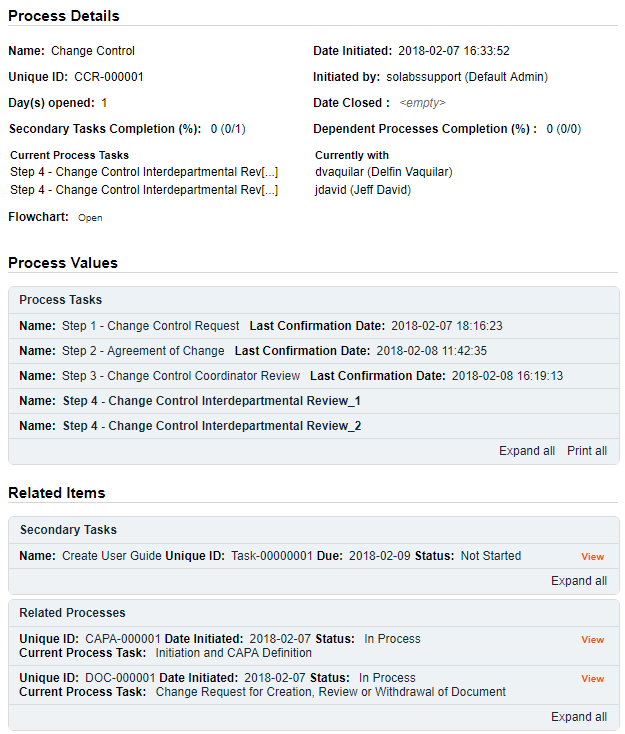 Process Details
Name: Change Control Date Initiated: 2018-02-07 16:33:52
Unique ID: CCR-000001 Initiated by: solabssupport (Default Admin)
Day(s) opened: 1 Date Closed : <empty>
Secondary Tasks Completion (%): 0 (0/1) Dependent Processes Completion (%) : 0 (0/0)
Current Process Tasks Currently with
Step 4 - Change Control Interdepartmental Rev[...] dvaquilar (Delfin Vaquilar)
Step 4 - Change Control Interdepartmental Rev[...] jdavid (Jeff David)
Flowchart: Open
Process Values
Process Tasks
Name: Step 1 - Change Control Request Last Confirmation Date: 2018-02-07 18:16:23
Name: Step 2 - Agreement of Change Last Confirmation Date: 2018-02-08 11:42:35
Name: Step 3 - Change Control Coordinator Review Last Confirmation Date: 2018-02-08 16:19:13
Name: Step 4 - Change Control Interdepartmental Review_1
Name: Step 4 - Change Control Interdepartmental Review_2
Expand all Print all
Related Items
Secondary Tasks
Name: Create User Guide Unique ID: Task-00000001 Due: 2018-02-09 Status: Not Started View
Expand all
Related Processes
Unique ID: CAPA-000001 Date Initiated: 2018-02-07 Status: In Process View
Current Process Task: Initiation and CAPA Definition
Unique ID: DOC-000001 Date Initiated: 2018-02-07 Status: In Process View
Current Process Task: Change Request for Creation, Review or Withdrawal of Document
Expand all